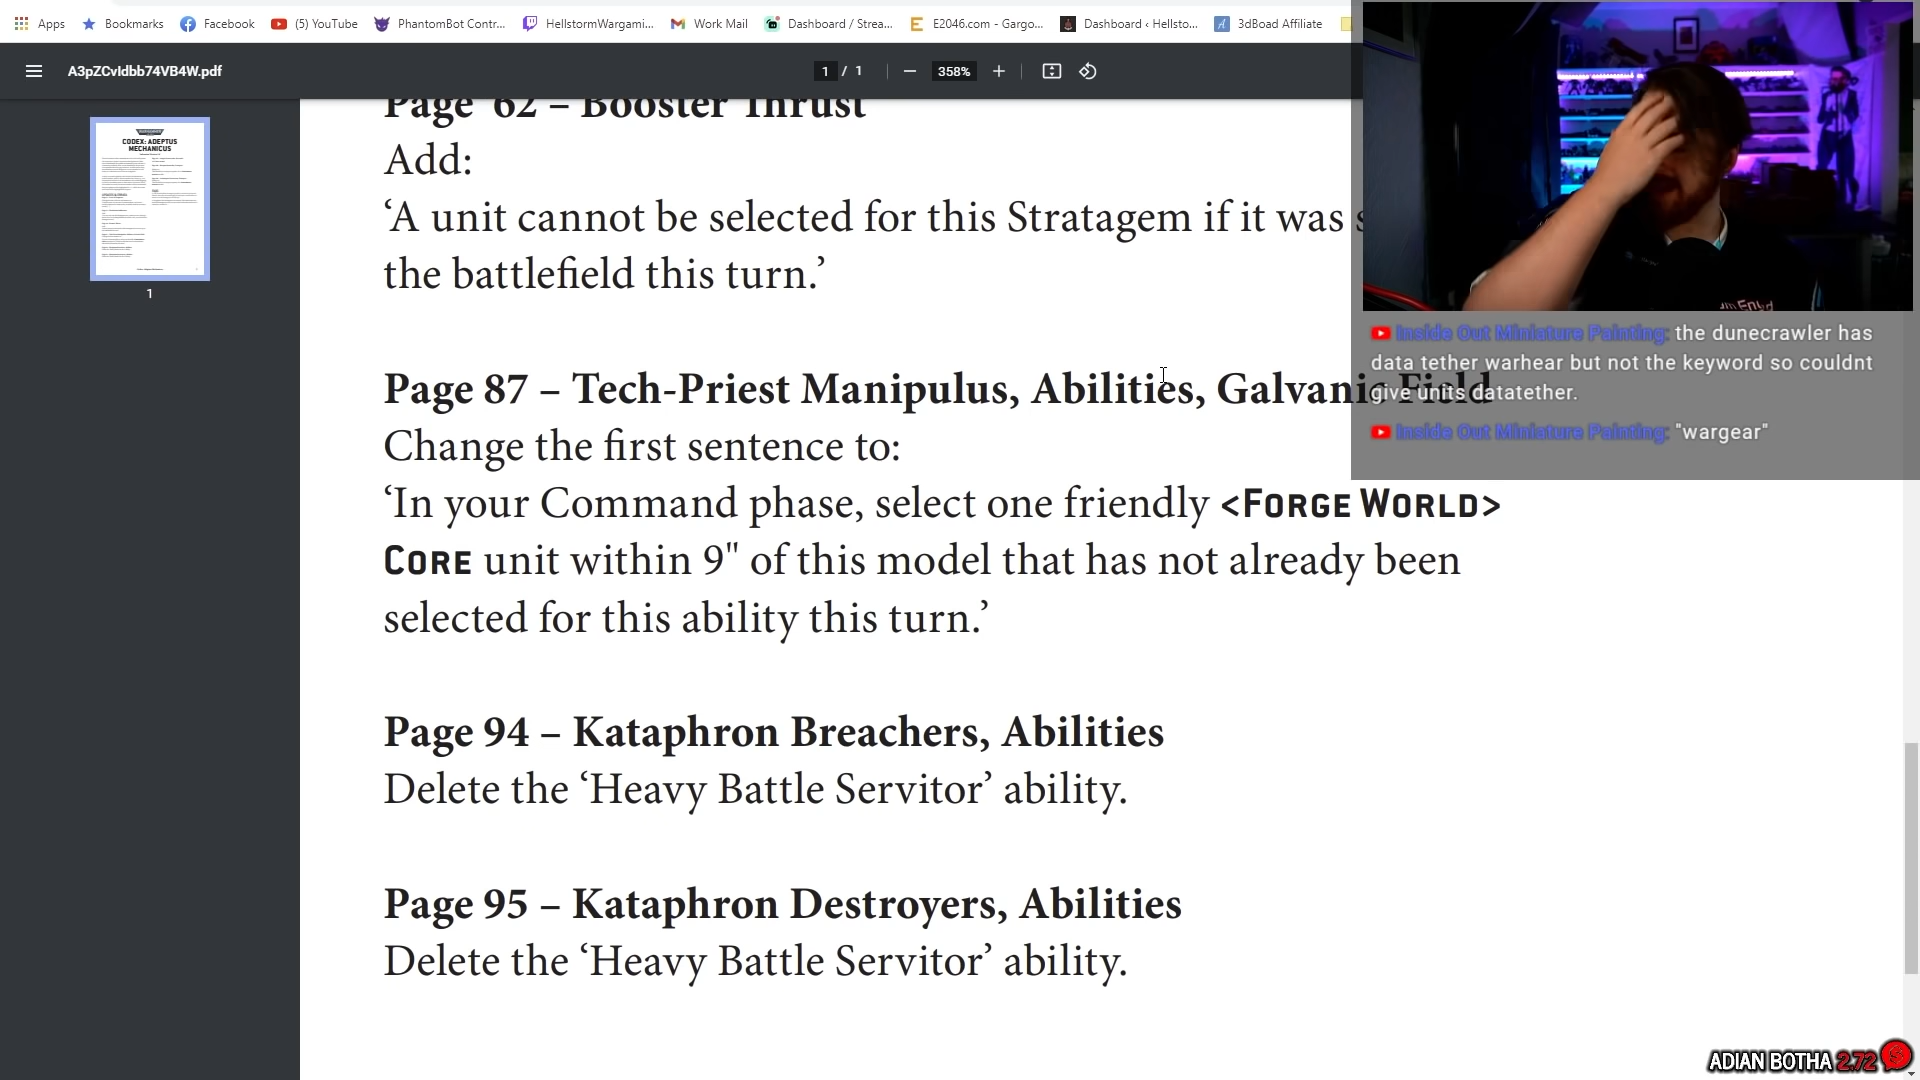 Apps
Bookmarks
Facebook
(5) YouTube
PhantomBot Contr...
HellstormWargami...
Work Mail
Dashboard / Strea...
E2046.com - Gargo...
Dashboard ‹ Hellsto...
3dBoad Affiliate
A3pZCvIdbb74VB4W.pdf
1 / 1
358%
CODEX: ADEPTUS
MECHANICUS
1
Page 62 – Booster Thrust
Add:
‘A unit cannot be selected for this Stratagem if it was
the battlefield this turn.’
Page 87 – Tech-Priest Manipulus, Abilities, Galvanic Field
Change the first sentence to:
‘In your Command phase, select one friendly <FORGE WORLD>
CORE unit within 9" of this model that has not already been
selected for this ability this turn.’
Page 94 – Kataphron Breachers, Abilities
Delete the ‘Heavy Battle Servitor’ ability.
Page 95 – Kataphron Destroyers, Abilities
Delete the ‘Heavy Battle Servitor’ ability.
Inside Out Miniature Painting: the dunecrawler has
data tether warhear but not the keyword so couldnt
give units datatether.
Inside Out Miniature Painting: "wargear"
ADIAN BOTHA 2.72